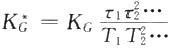 $K_G^* = K_G \frac{\tau_1 \tau_2^2 \cdots}{T_1 T_2^2 \cdots}$